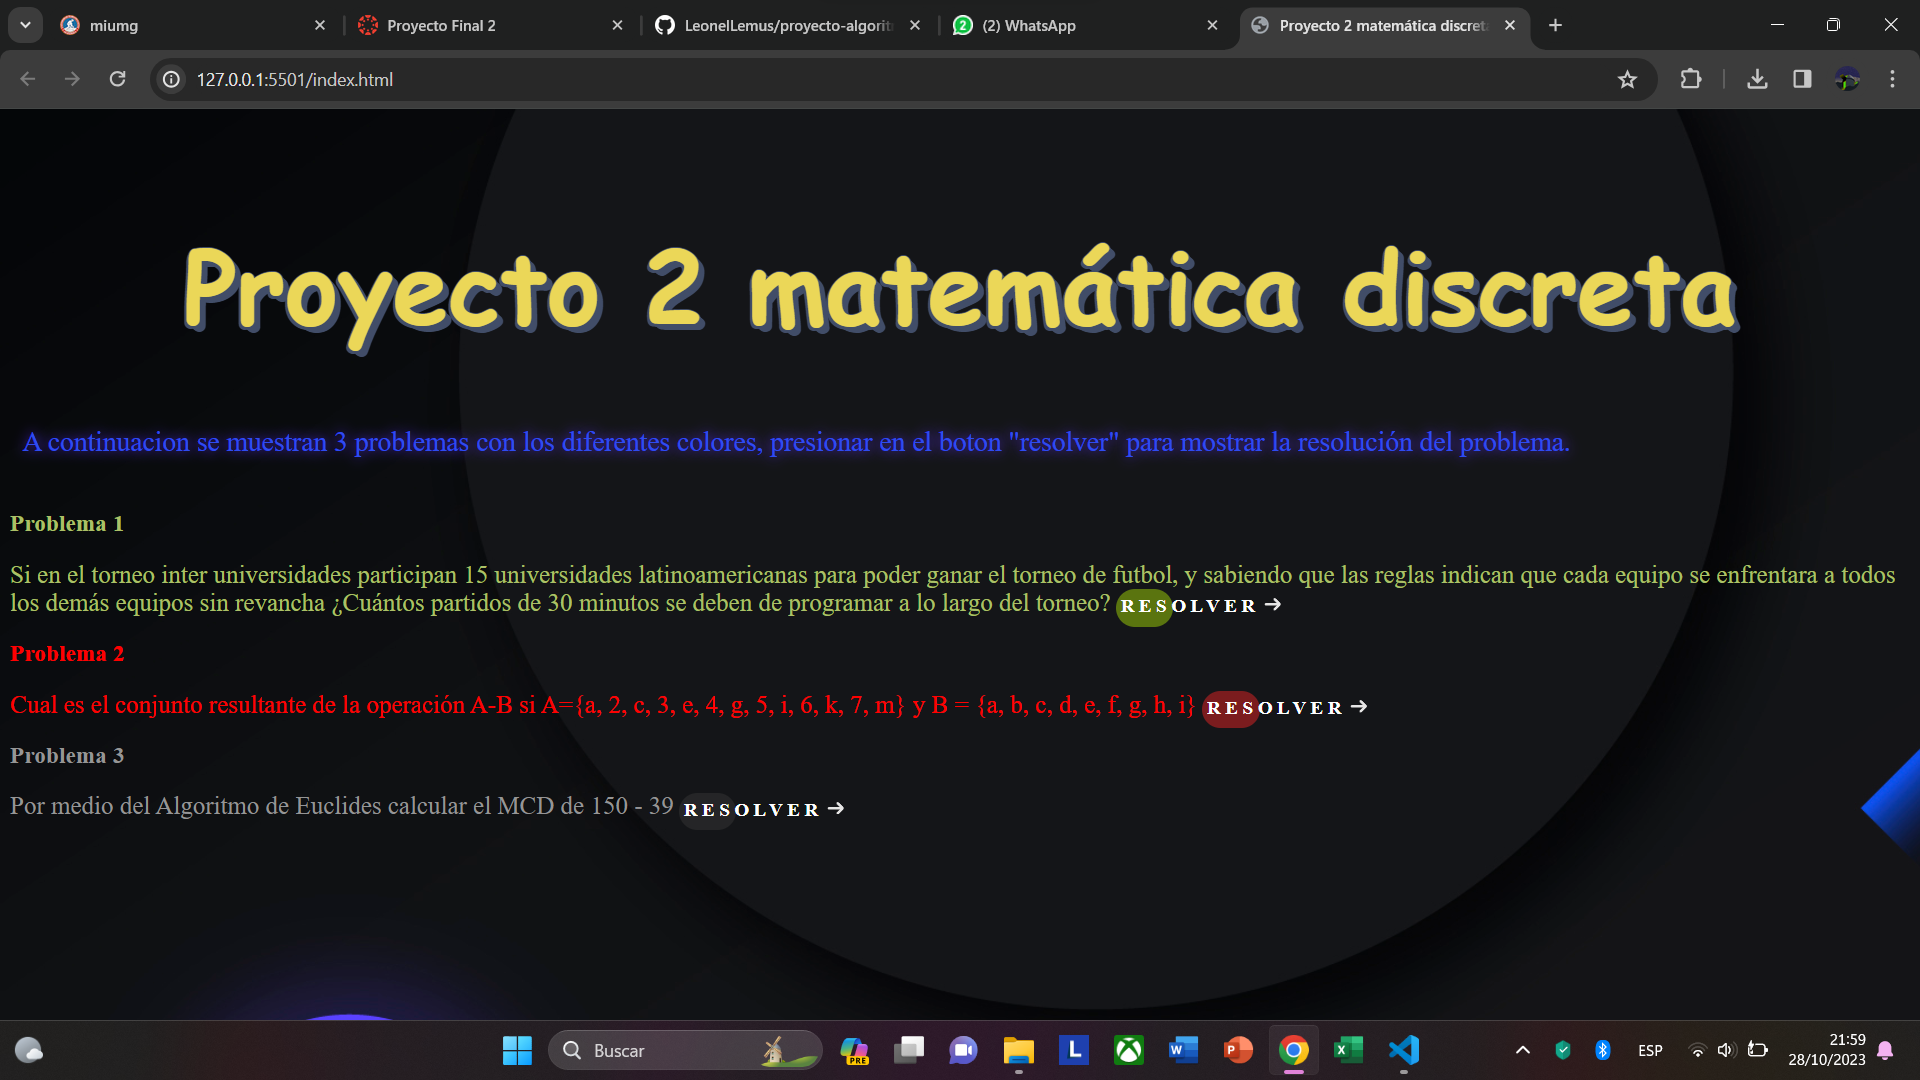 miumg
Proyecto Final 2
LeonelLemus/proyecto-algorit
(2) WhatsApp
Proyecto 2 matemática discreta
127.0.0.1:5501/index.html
Proyecto 2 matemática discreta
A continuacion se muestran 3 problemas con los diferentes colores, presionar en el boton "resolver" para mostrar la resolución del problema.
Problema 1
Si en el torneo inter universidades participan 15 universidades latinoamericanas para poder ganar el torneo de futbol, y sabiendo que las reglas indican que cada equipo se enfrentara a todos
los demás equipos sin revancha ¿Cuántos partidos de 30 minutos se deben de programar a lo largo del torneo? RESOLVER →
Problema 2
Cual es el conjunto resultante de la operación A-B si A={a, 2, c, 3, e, 4, g, 5, i, 6, k, 7, m} y B = {a, b, c, d, e, f, g, h, i} RESOLVER →
Problema 3
Por medio del Algoritmo de Euclides calcular el MCD de 150 - 39 RESOLVER →
Buscar
PRE
L
W
P
X
ESP
21:59
28/10/2023